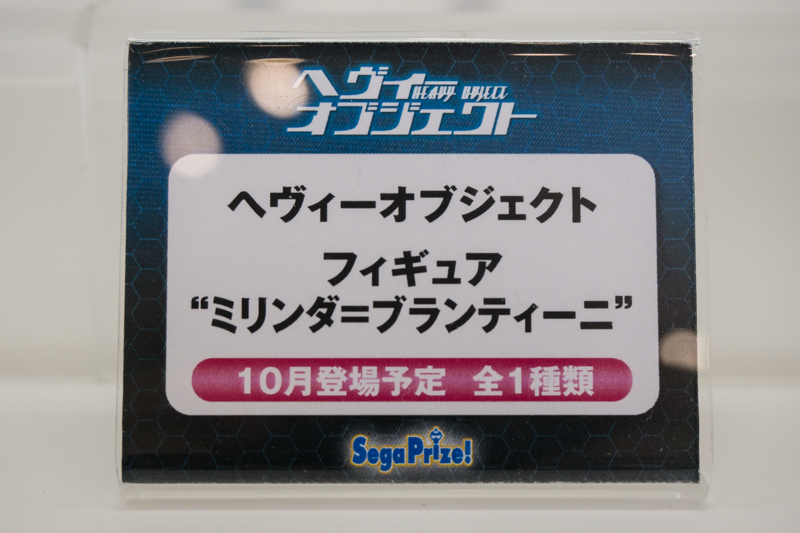 ヘヴィー
HEAVY OBJECT
オブジェクト
ヘヴィーオブジェクト
フィギュア
“ミリンダ=ブランティーニ”
10月登場予定 全1種類
SegaPrize!